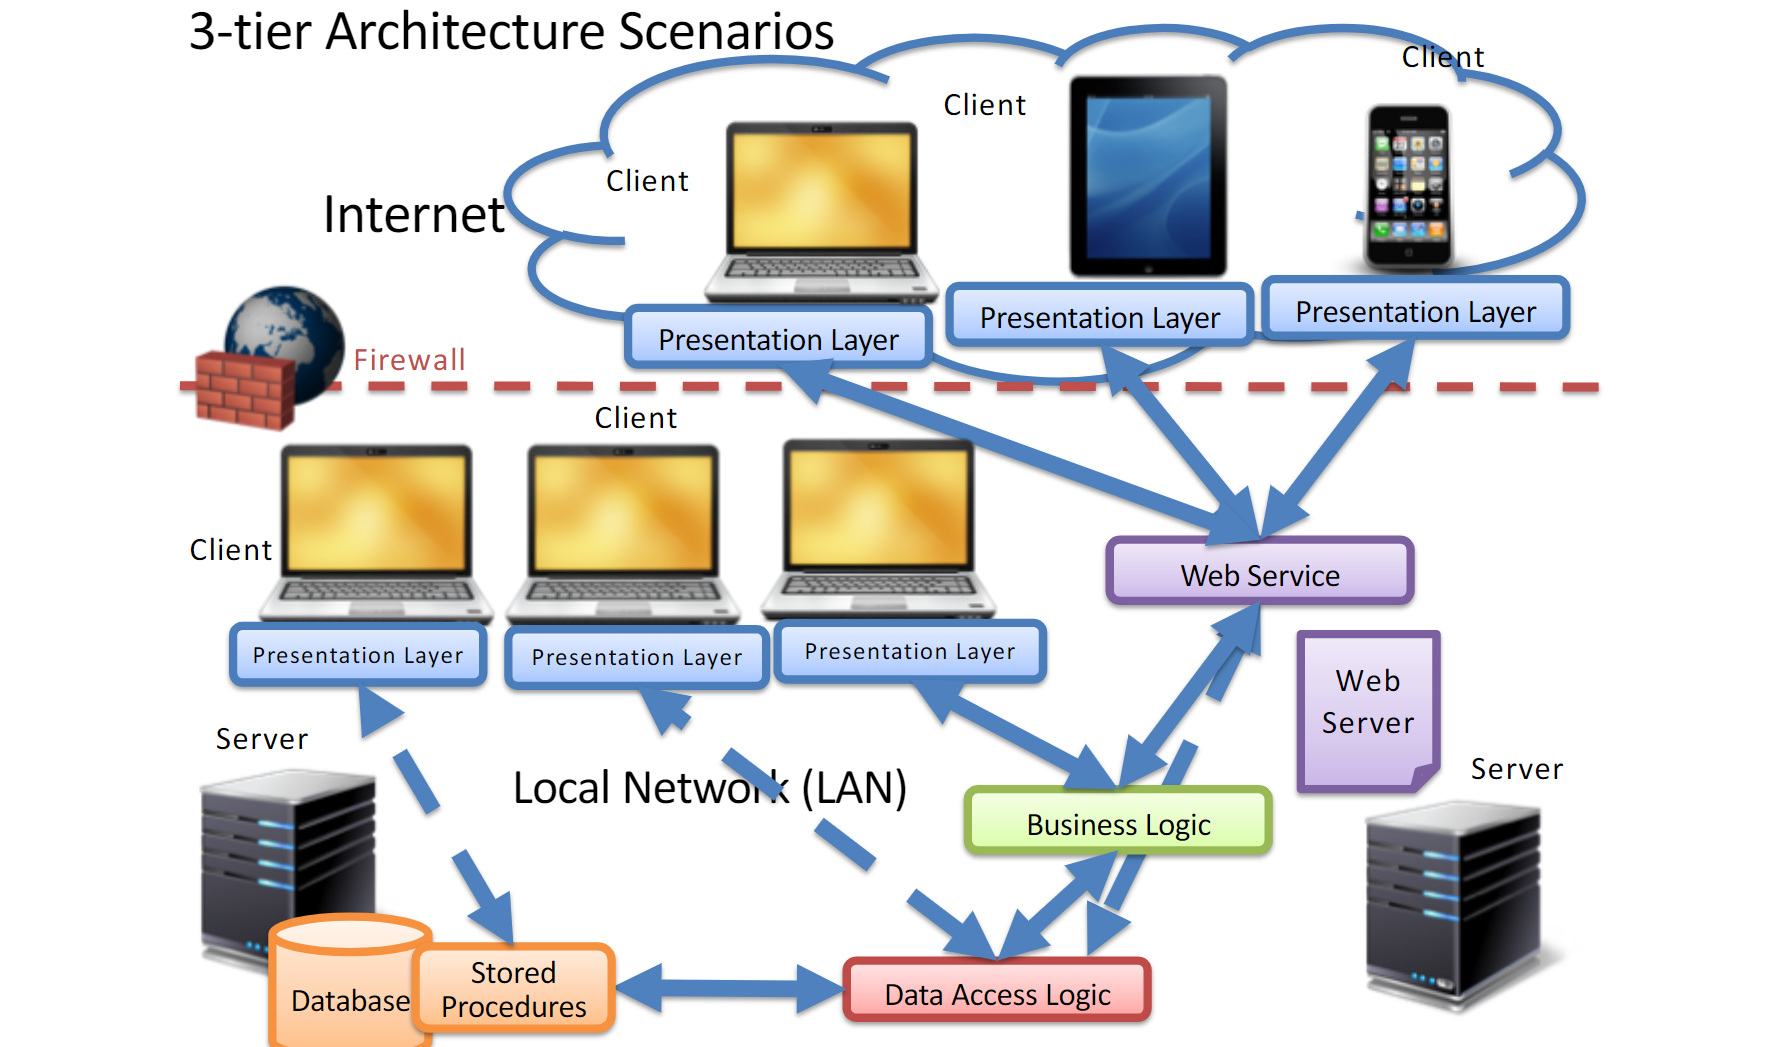 3-tier Architecture Scenarios
Client
Client
Client
Internet
Presentation Layer
Presentation Layer
Presentation Layer
Firewall
Client
Client
Web Service
Presentation Layer
Presentation Layer
Presentation Layer
Web
Server
Server
Server
Local Network (LAN)
Business Logic
Database
Stored
Procedures
Data Access Logic